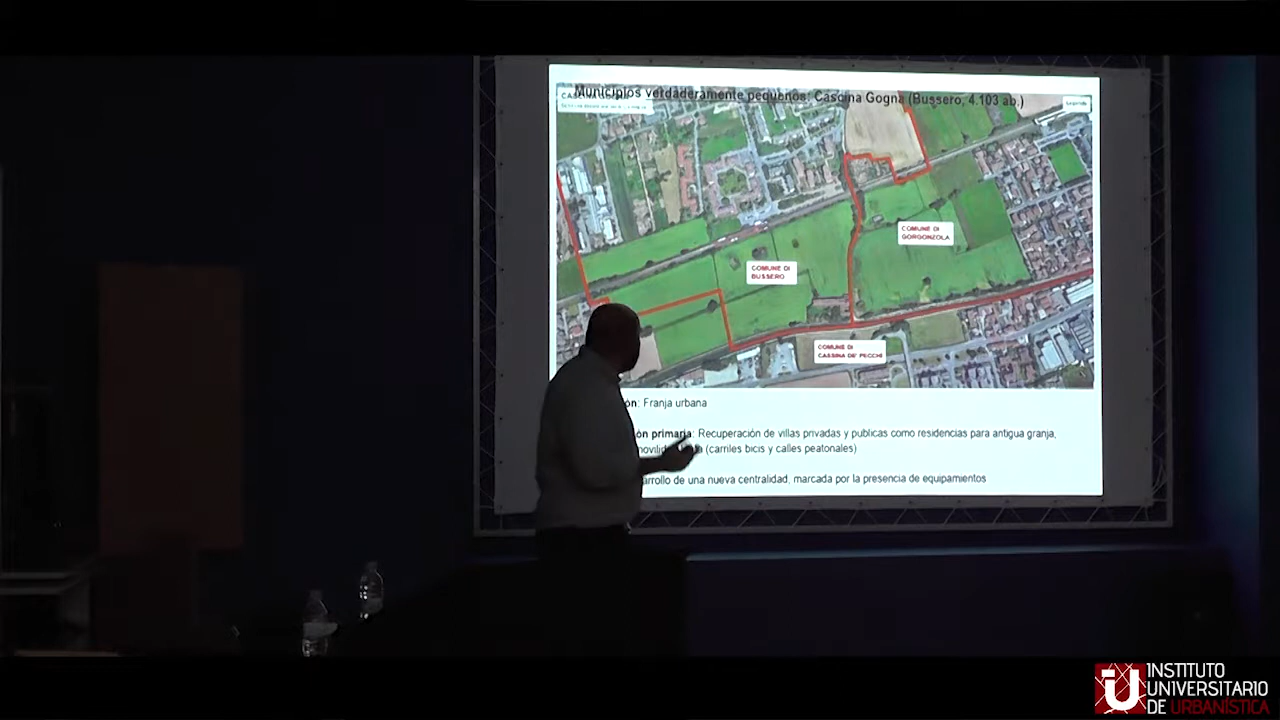 Municipios verdaderamente pequeños: Cascina Gogna (Bussero, 4.103 ab.)
COMUNE DI
GORGONZOLA
COMUNE DI
BUSSERO
COMUNE DI
CASSINA DE' PECCHI
ón: Franja urbana
ón primaria: Recuperación de villas privadas y publicas como residencias para antigua granja,
(carriles bicis y calles peatonales)
rrollo de una nueva centralidad, marcada por la presencia de equipamientos
INSTITUTO
UNIVERSITARIO
DE URBANÍSTICA